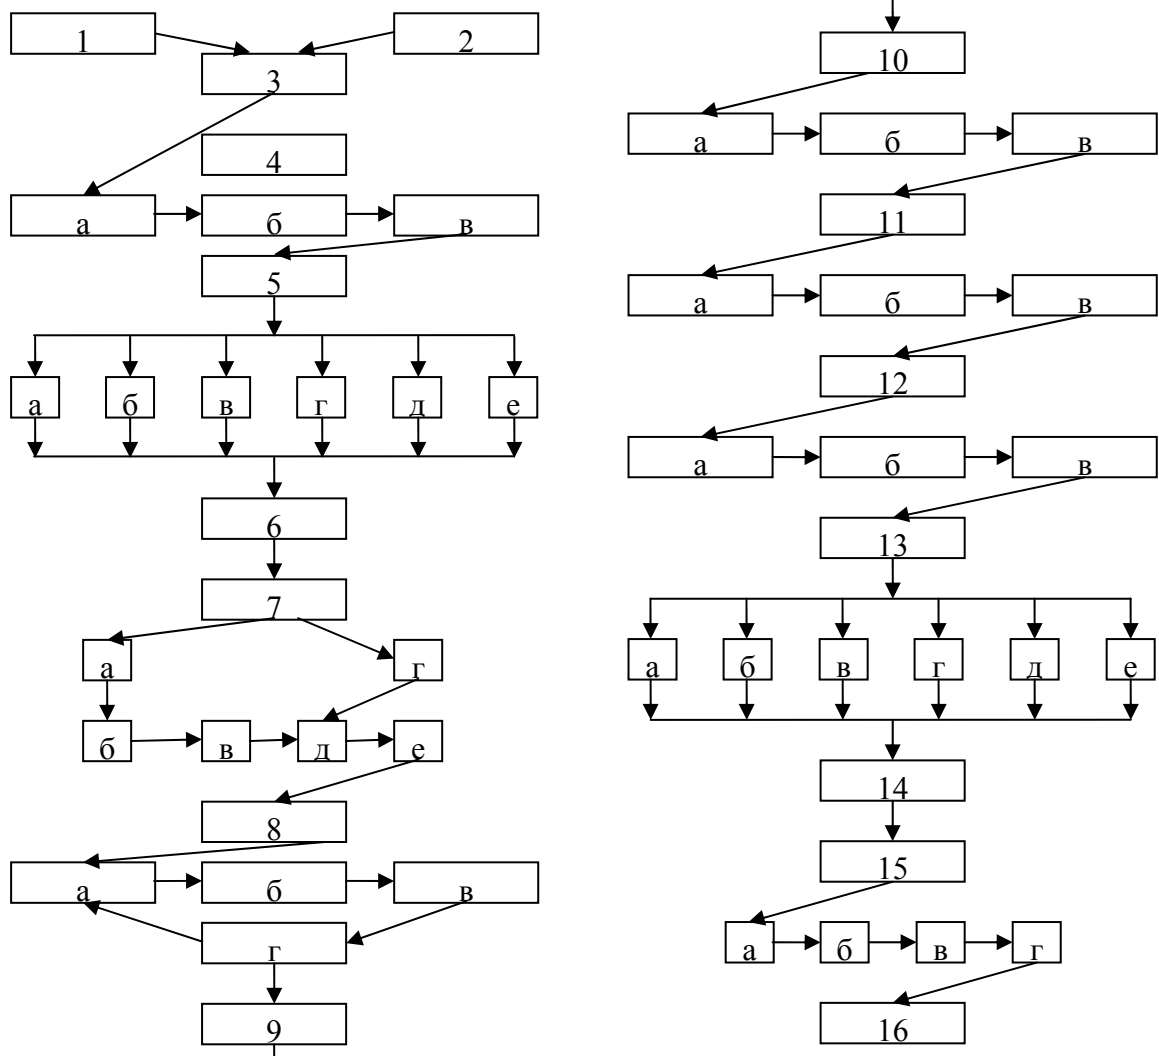 1 2
3
4
а б в
5
а б в г д е
6
7
а г
б в д е
8
а б в
г
9
10
а б в
11
а б в
12
а б в
13
а б в г д е
14
15
а б в г
16